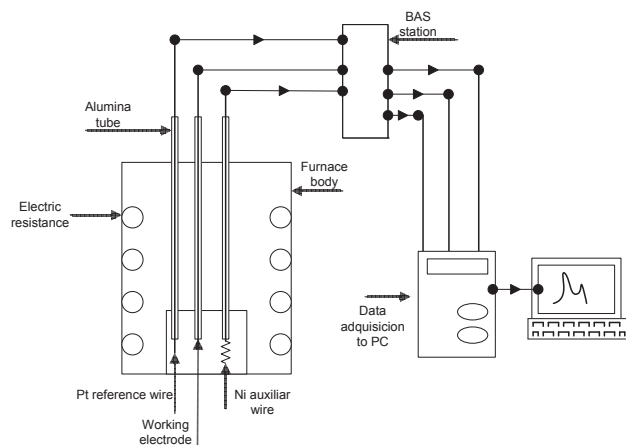 BAS
station
Alumina
tube
Furnace
body
Electric
resistance
Data
adquisicion
to PC
Pt reference wire
Ni auxiliar
wire
Working
electrode